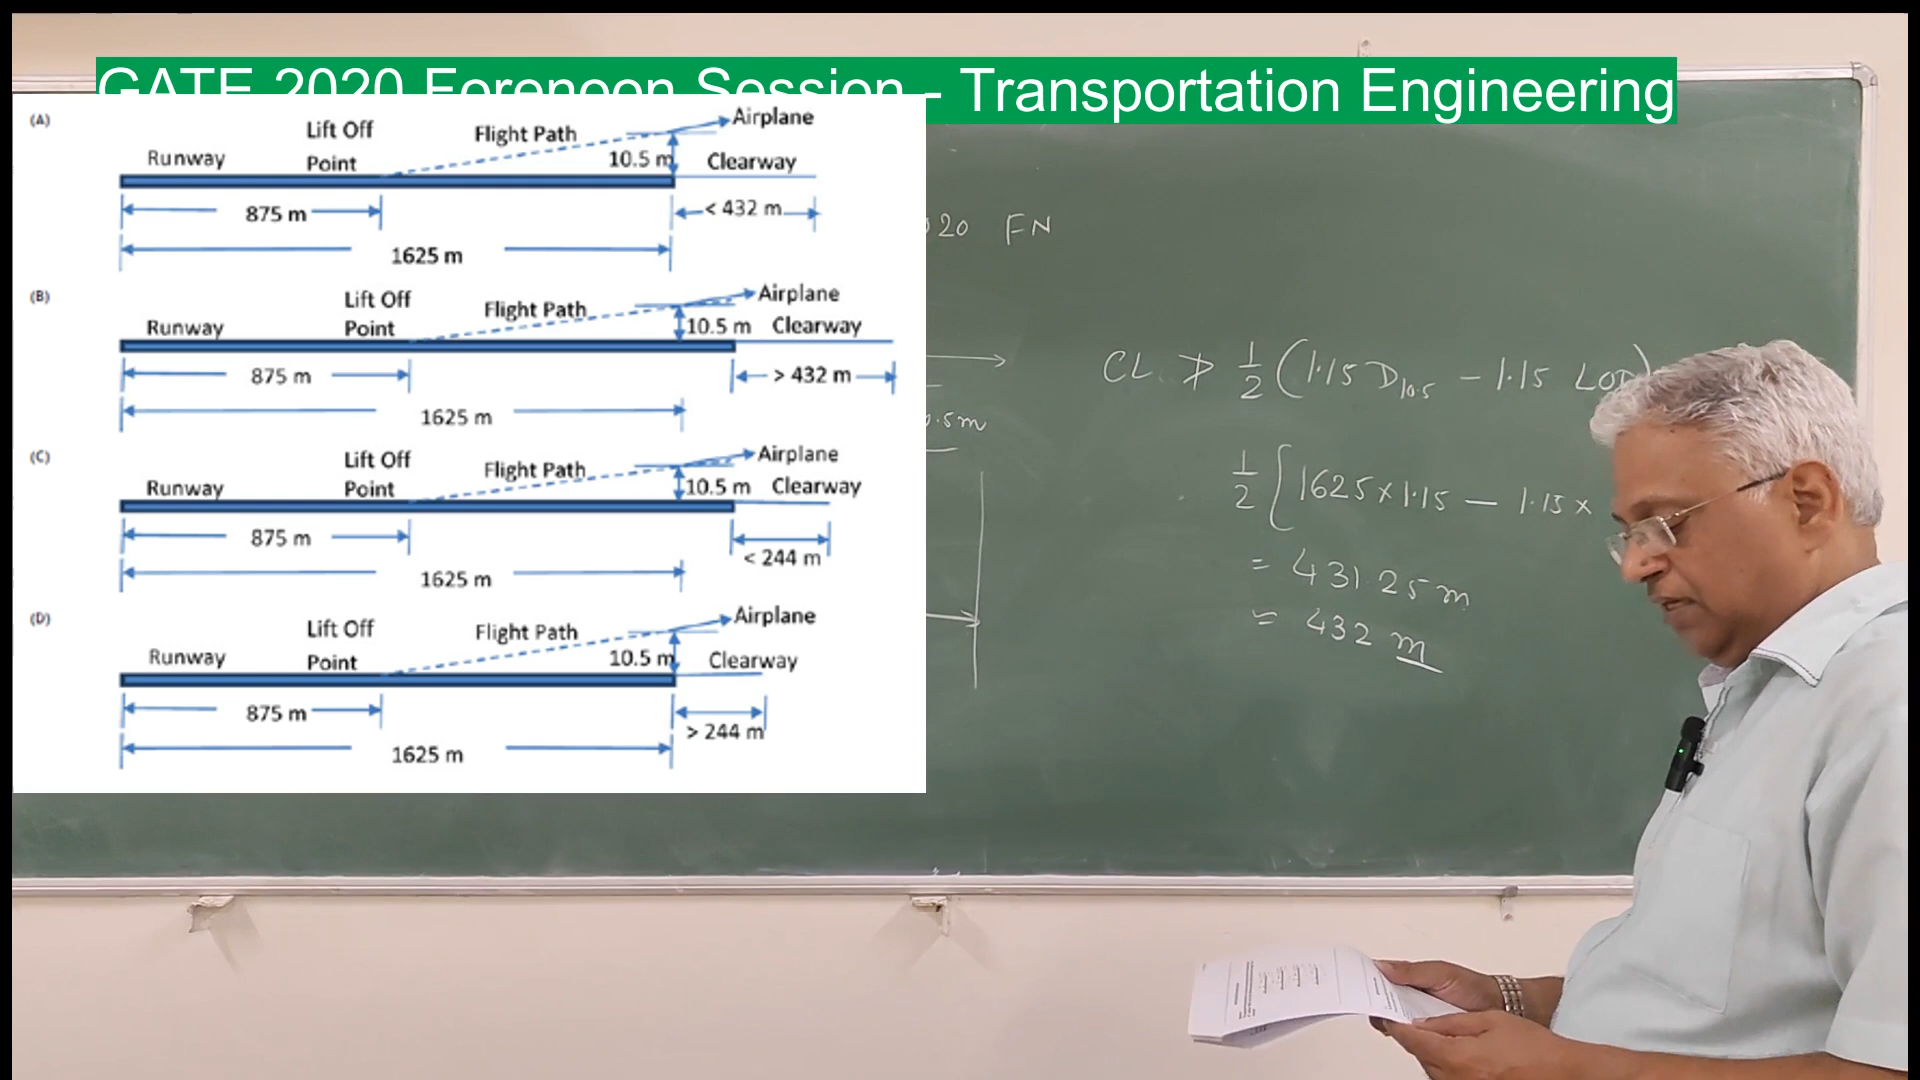 GATE 2020 Forenoon Session - Transportation Engineering
(A)
Lift Off
Point
Runway
Flight Path
Airplane
10.5 m
Clearway
875 m
< 432 m
1625 m
(B)
Lift Off
Point
Runway
Flight Path
Airplane
10.5 m
Clearway
875 m
> 432 m
1625 m
(C)
Lift Off
Point
Runway
Flight Path
Airplane
10.5 m
Clearway
875 m
< 244 m
1625 m
(D)
Lift Off
Point
Runway
Flight Path
Airplane
10.5 m
Clearway
875 m
> 244 m
1625 m
20 FN
.5m
CL ≯ 1/2 (1.15 D10.5 - 1.15 LOD)
1/2 [1625 x 1.15 - 1.15 x
= 431.25 m
≈ 432 m